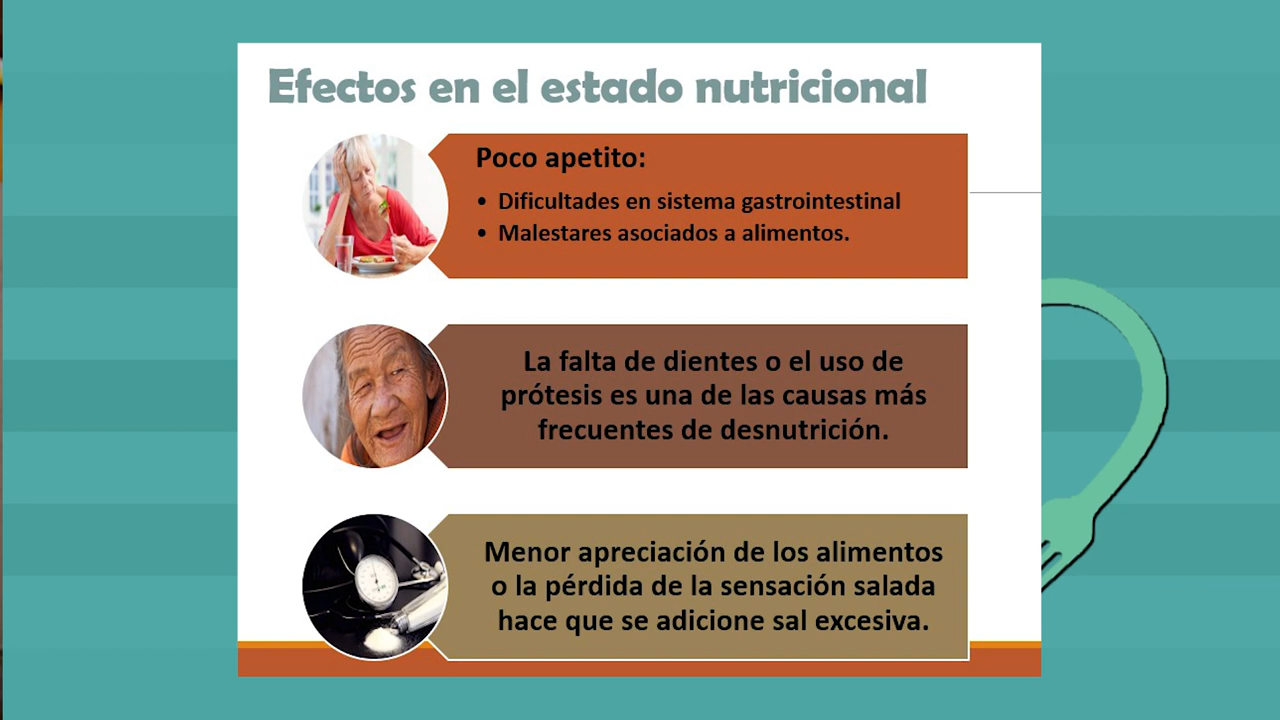 Efectos en el estado nutricional
Poco apetito:
• Dificultades en sistema gastrointestinal
• Malestares asociados a alimentos.
La falta de dientes o el uso de
prótesis es una de las causas más
frecuentes de desnutrición.
Menor apreciación de los alimentos
o la pérdida de la sensación salada
hace que se adicione sal excesiva.